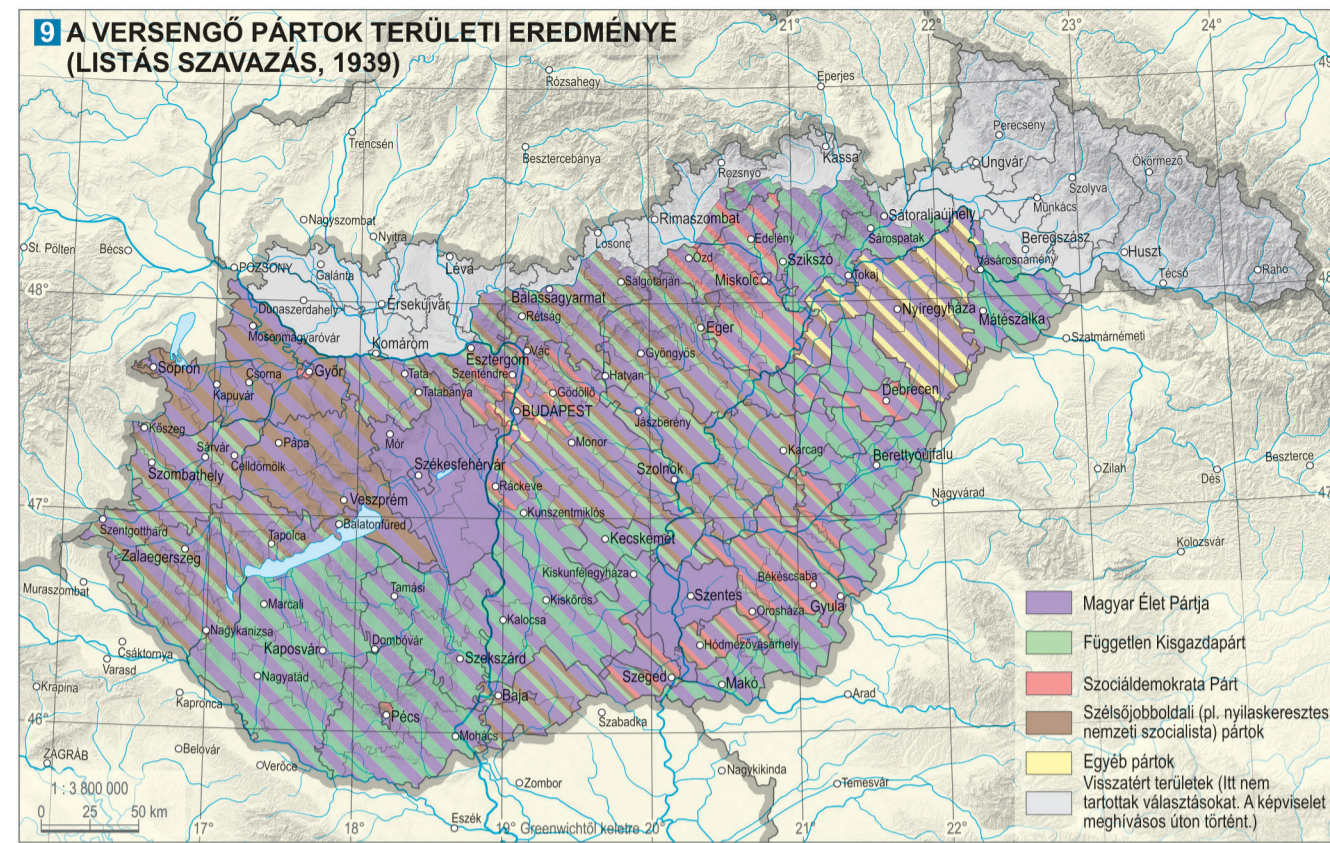 9 A VERSENGŐ PÁRTOK TERÜLETI EREDMÉNYE
(LISTÁS SZAVAZÁS, 1939)
21°
22°
23°
24°
49
Rózsahegy
Eperjes
Trencsén
Besztercebánya
Kassa
Rozsnyó
Perecseny
Ungvár
Ökörmező
Szolyva
Munkács
Nagyszombat
Nyitra
Rimaszombat
Losonc
Sátoraljaújhely
Sárospatak
Beregszász
Huszt
St. Pölten
Bécs
POZSONY
Galánta
Léva
Edelény
Ózd
Szikszó
Vásárosnamény
Técső
Rahó
48°
Salgótarján
Miskolc
Tokaj
48°
Dunaszerdahely
Érsekújvár
Balassagyarmat
Rétság
Nyíregyháza
Mátészalka
Mosonmagyaróvár
Komárom
Eger
Szatmárnémeti
Esztergom
Vác
Gyöngyös
Sopron
Csorna
Győr
Tata
Szentendre
Hatvan
Kapuvár
Tatabánya
Gödöllő
Debrecen
BUDAPEST
Jászberény
Kőszeg
Mór
Monor
Sárvár
Pápa
Karcag
Berettyóújfalu
Beszterce
Szombathely
Celldömölk
Székesfehérvár
Szolnok
Zilah
Dés
Ráckeve
Nagyvárad
47°
Veszprém
Kunszentmiklós
47°
Szentgotthárd
Balatonfüred
Tapolca
Kecskemét
Kolozsvár
Zalaegerszeg
Kiskunfélegyháza
Békéscsaba
Muraszombat
Tamási
Szentes
Gyula
Marcali
Kiskőrös
Orosháza
Kalocsa
Nagykanizsa
Dombóvár
Hódmezővásárhely
Csáktornya
Kaposvár
Szekszárd
Varasd
Szeged
Makó
Krapina
Nagyatád
Baja
Arad
Kapronca
Szabadka
46°
Pécs
Mohács
ZÁGRÁB
Belovár
Nagykikinda
Verőce
Zombor
Temesvár
Magyar Élet Pártja
Független Kisgazdapárt
Szociáldemokrata Párt
Szélsőjobboldali (pl. nyilaskeresztes,
nemzeti szocialista) pártok
Egyéb pártok
Visszatért területek (Itt nem
tartottak választásokat. A képviselet
meghívásos úton történt.)
1 : 3 800 000
0 25 50 km
17°
18°
Eszék
19° Greenwichtől keletre 20°
21°
22°